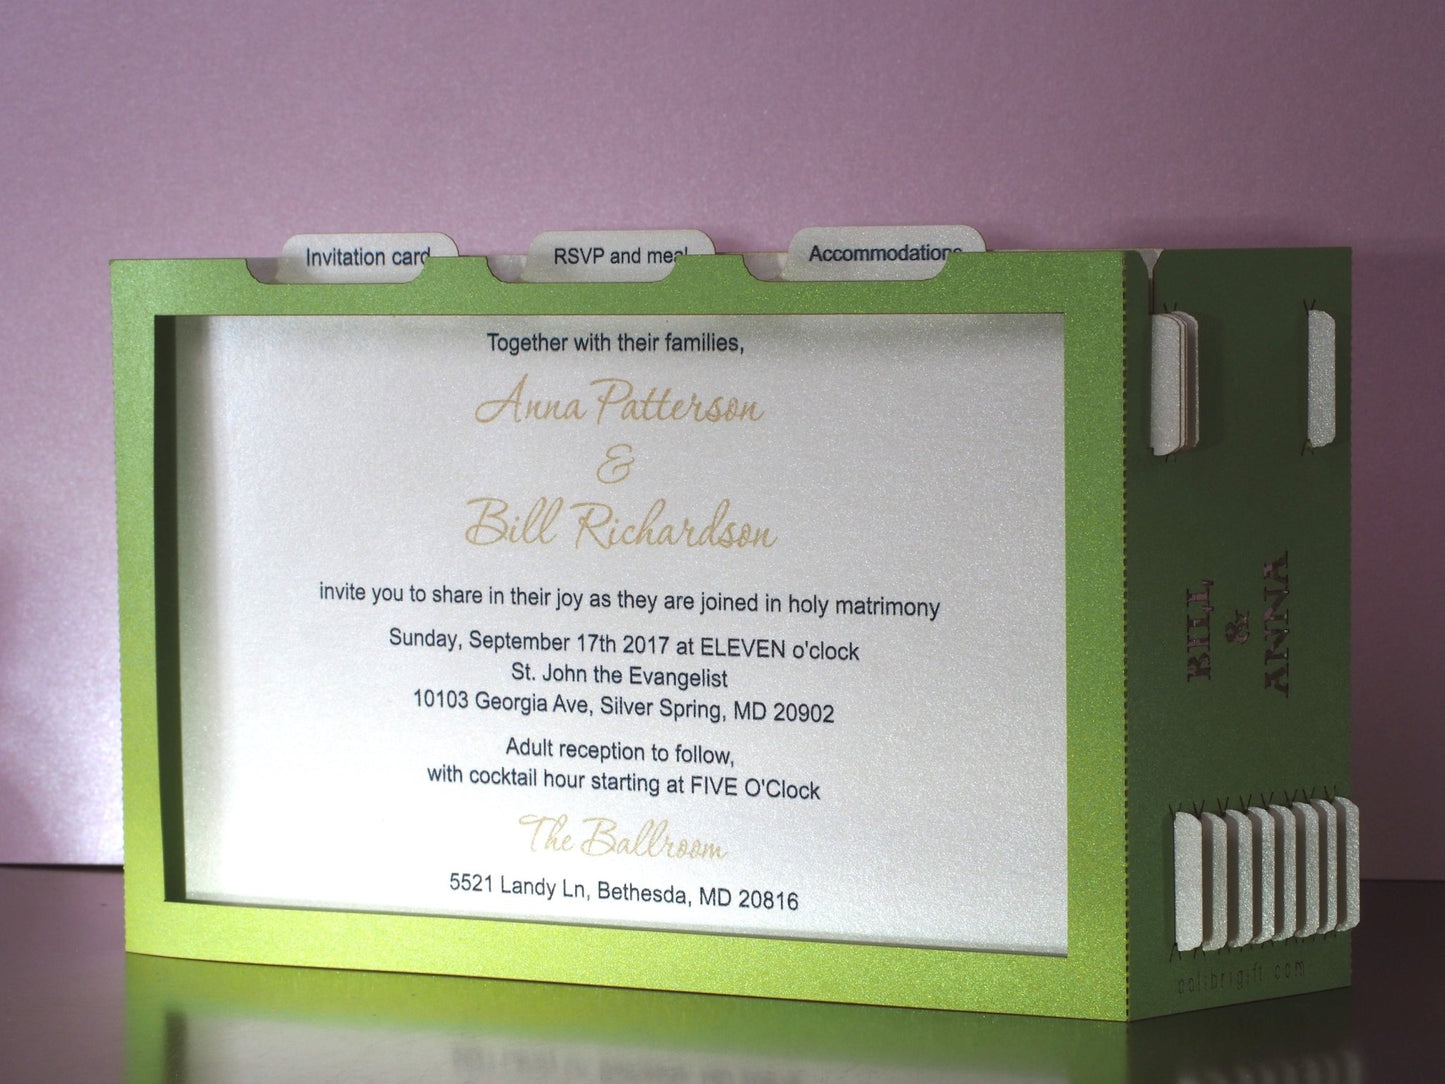 Invitation card
RSVP and meal
Accommodations
Together with their families,
Anna Patterson
&
Bill Richardson
invite you to share in their joy as they are joined in holy matrimony
Sunday, September 17th 2017 at ELEVEN o'clock
St. John the Evangelist
10103 Georgia Ave, Silver Spring, MD 20902
Adult reception to follow,
with cocktail hour starting at FIVE O'Clock
The Ballroom
5521 Landy Ln, Bethesda, MD 20816
BILL
&
ANNA
colibrigift.com